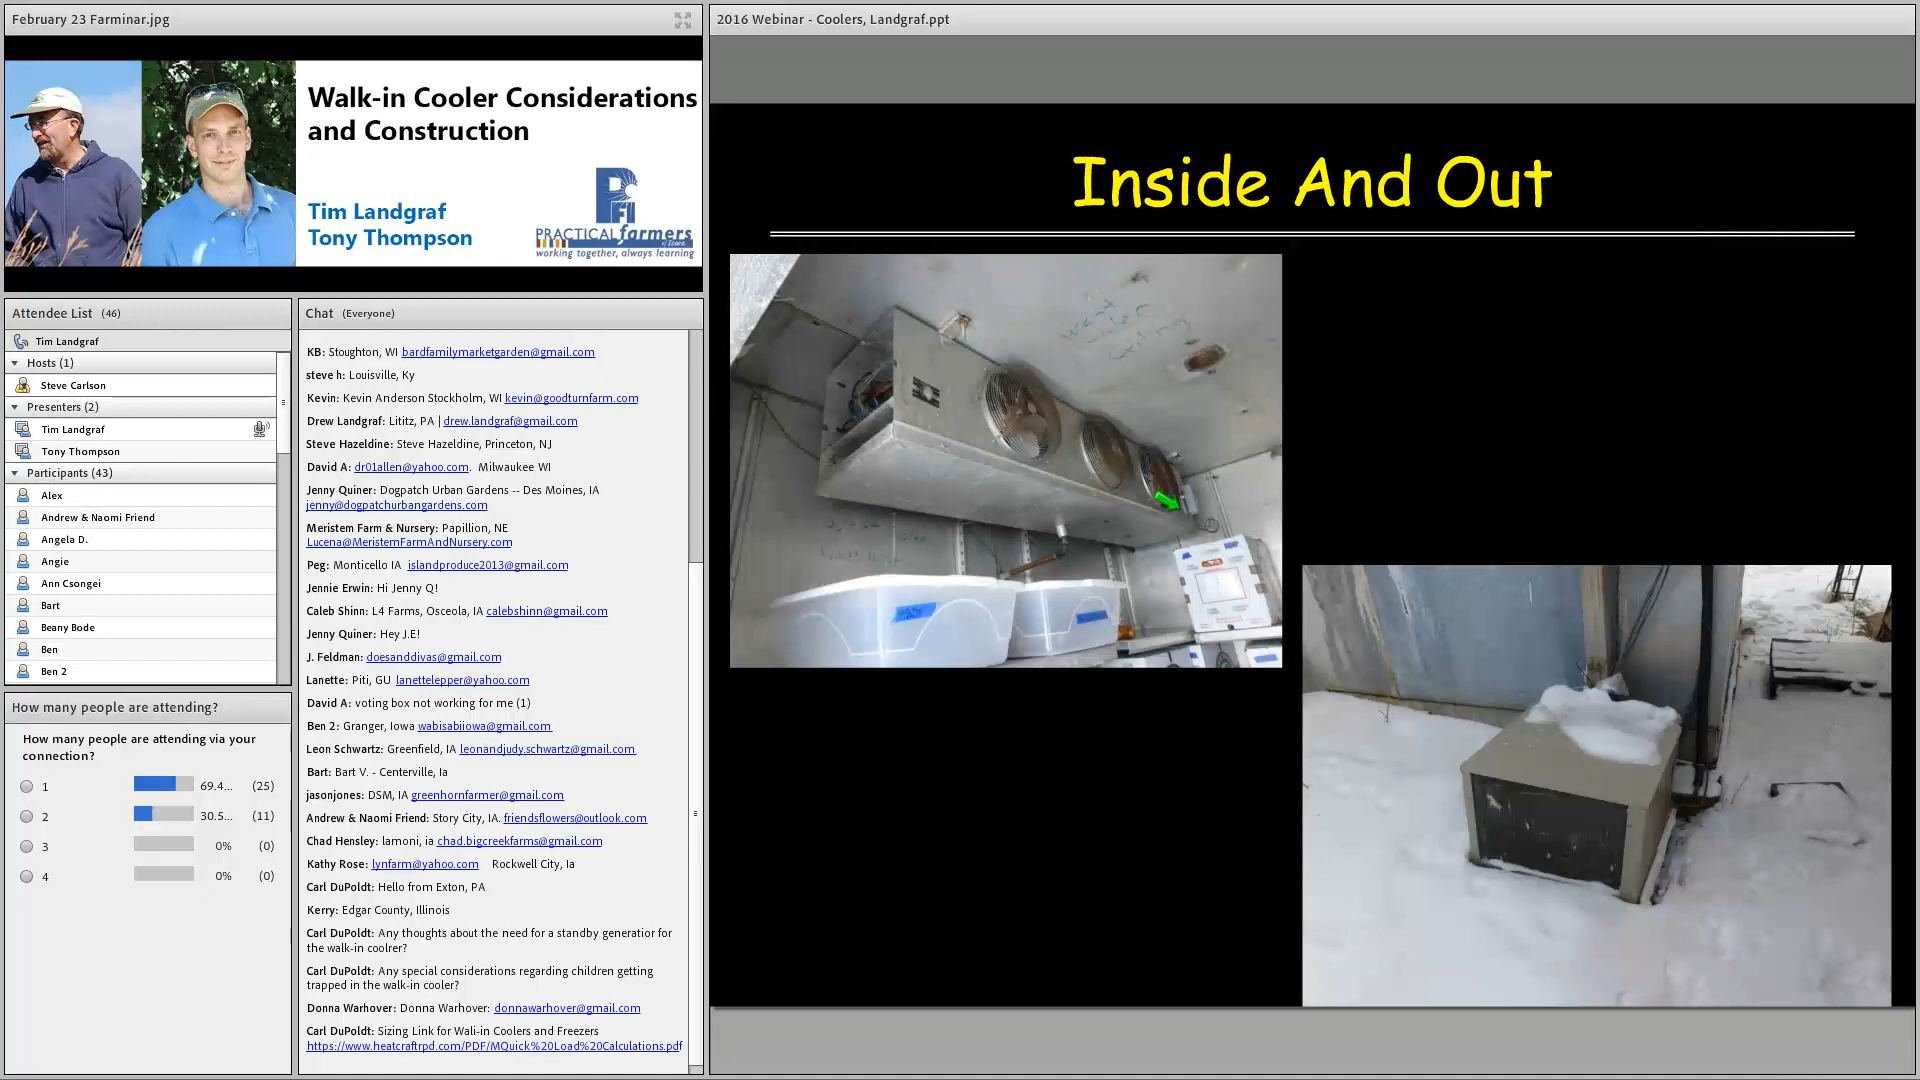 February 23 Farminar.jpg
Walk-in Cooler Considerations
and Construction
Tim Landgraf
Tony Thompson
PFI
PRACTICAL farmers
of Iowa
working together, always learning
Attendee List (46)
Tim Landgraf
Hosts (1)
Steve Carlson
Presenters (2)
Tim Landgraf
Tony Thompson
Participants (43)
Alex
Andrew & Naomi Friend
Angela D.
Angie
Ann Csongei
Bart
Beany Bode
Ben
Ben 2
How many people are attending?
How many people are attending via your
connection?
1 69.4... (25)
2 30.5... (11)
3 0% (0)
4 0% (0)
Chat (Everyone)
KB: Stoughton, WI bardfamilymarketgarden@gmail.com
steve h: Louisville, Ky
Kevin: Kevin Anderson Stockholm, WI kevin@goodturnfarm.com
Drew Landgraf: Lititz, PA | drew.landgraf@gmail.com
Steve Hazeldine: Steve Hazeldine, Princeton, NJ
David A: dr01allen@yahoo.com. Milwaukee WI
Jenny Quiner: Dogpatch Urban Gardens -- Des Moines, IA
jenny@dogpatchurbangardens.com
Meristem Farm & Nursery: Papillion, NE
Lucena@MeristemFarmAndNursery.com
Peg: Monticello IA islandproduce2013@gmail.com
Jennie Erwin: Hi Jenny Q!
Caleb Shinn: L4 Farms, Osceola, IA calebshinn@gmail.com
Jenny Quiner: Hey J.E!
J. Feldman: doesanddivas@gmail.com
Lanette: Piti, GU lanettelepper@yahoo.com
David A: voting box not working for me (1)
Ben 2: Granger, Iowa wabisabiiowa@gmail.com
Leon Schwartz: Greenfield, IA leonandjudy.schwartz@gmail.com
Bart: Bart V. - Centerville, Ia
jasonjones: DSM, IA greenhornfarmer@gmail.com
Andrew & Naomi Friend: Story City, IA. friendsflowers@outlook.com
Chad Hensley: lamoni, ia chad.bigcreekfarms@gmail.com
Kathy Rose: lynfarm@yahoo.com Rockwell City, Ia
Carl DuPoldt: Hello from Exton, PA
Kerry: Edgar County, Illinois
Carl DuPoldt: Any thoughts about the need for a standby generatior for
the walk-in coolrer?
Carl DuPoldt: Any special considerations regarding children getting
trapped in the walk-in cooler?
Donna Warhover: Donna Warhover: donnawarhover@gmail.com
Carl DuPoldt: Sizing Link for Wali-in Coolers and Freezers
https://www.heatcraftrpd.com/PDF/MQuick%20Load%20Calculations.pdf
2016 Webinar - Coolers, Landgraf.ppt
Inside And Out